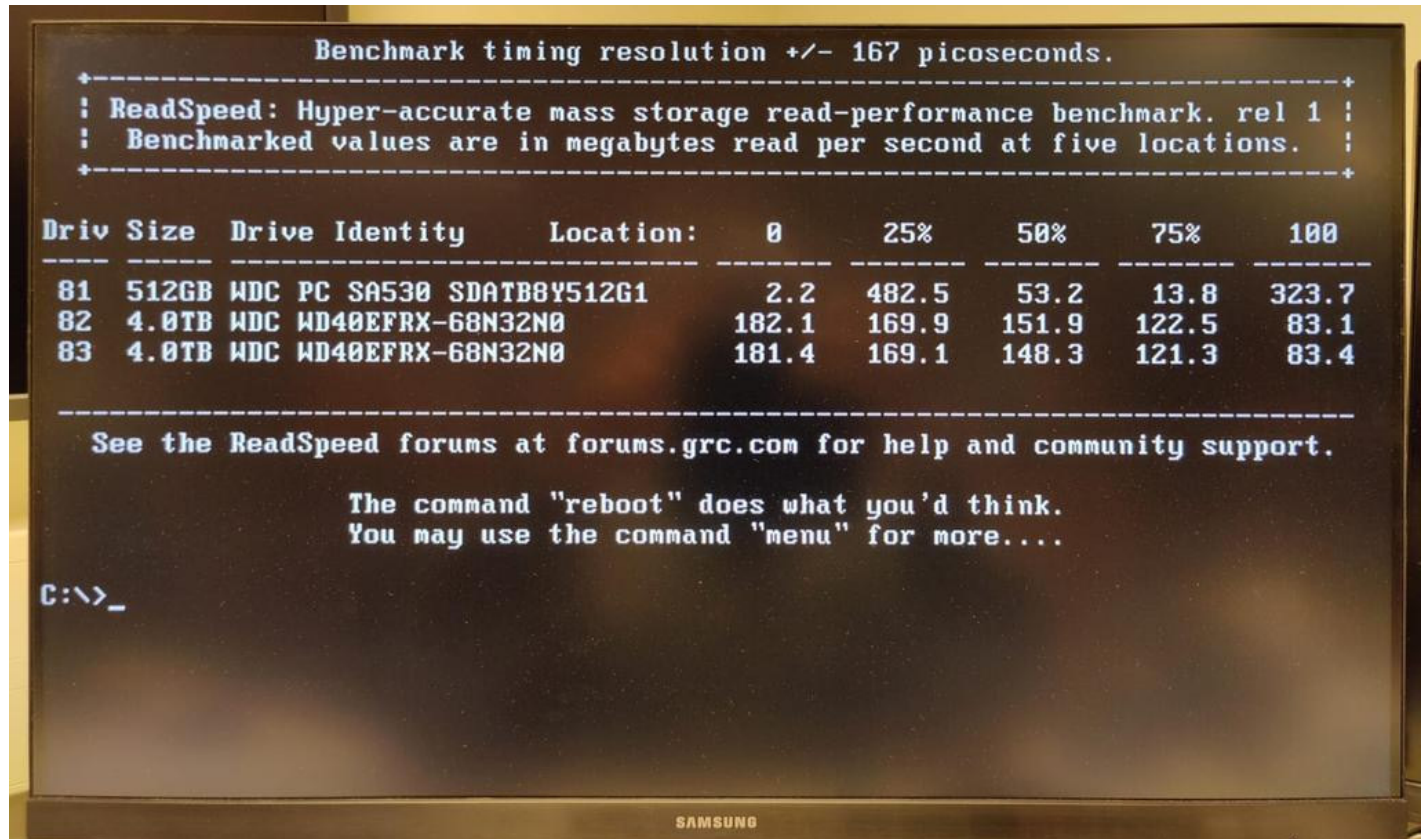 Benchmark timing resolution +/- 167 picoseconds.
+---------------------------------------------------------------------------+
¦ ReadSpeed: Hyper-accurate mass storage read-performance benchmark. rel 1 ¦
¦ Benchmarked values are in megabytes read per second at five locations. ¦
+---------------------------------------------------------------------------+
Driv Size Drive Identity Location: 0 25% 50% 75% 100
---- ----- --------------------------- ------- ------- ------- ------- -------
81 512GB WDC PC SA530 SDATB8Y512G1 2.2 482.5 53.2 13.8 323.7
82 4.0TB WDC WD40EFRX-68N32N0 182.1 169.9 151.9 122.5 83.1
83 4.0TB WDC WD40EFRX-68N32N0 181.4 169.1 148.3 121.3 83.4
-----------------------------------------------------------------------------
See the ReadSpeed forums at forums.grc.com for help and community support.
The command "reboot" does what you'd think.
You may use the command "menu" for more....
C:\>_
SAMSUNG